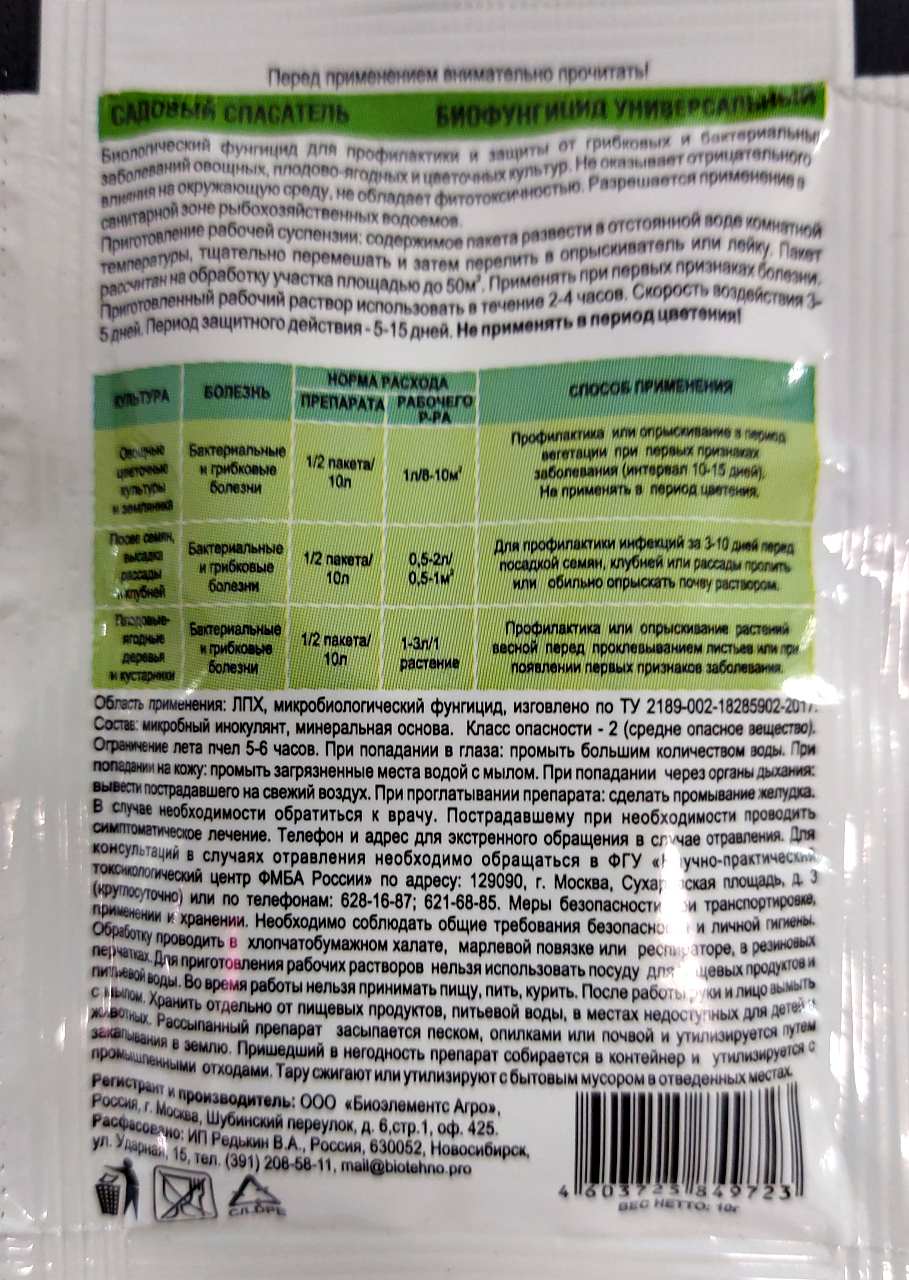 Перед применением внимательно прочитать!
САДОВЫЙ СПАСАТЕЛЬ БИОФУНГИЦИД УНИВЕРСАЛЬНЫЙ
Биологический фунгицид для профилактики и защиты от грибковых и бактериальных
заболеваний овощных, плодово-ягодных и цветочных культур. Не оказывает отрицательного
влияния на окружающую среду, не обладает фитотоксичностью. Разрешается применение в
санитарной зоне рыбохозяйственных водоемов.
Приготовление рабочей суспензии: содержимое пакета развести в отстоянной воде комнатной
температуры, тщательно перемешать и затем перелить в опрыскиватель или лейку. Пакет
рассчитан на обработку участка площадью до 50м². Применять при первых признаках болезни.
Приготовленный рабочий раствор использовать в течение 2-4 часов. Скорость воздействия 3-
5 дней. Период защитного действия - 5-15 дней. Не применять в период цветения!
КУЛЬТУРА БОЛЕЗНЬ НОРМА РАСХОДА СПОСОБ ПРИМЕНЕНИЯ
ПРЕПАРАТА РАБОЧЕГО
Р-РА
Овощные
цветочные
культуры
и земляника
Бактериальные
и грибковые
болезни
1/2 пакета/
10л
1л/8-10м²
Профилактика или опрыскивание в период
вегетации при первых признаках
заболевания (интервал 10-15 дней).
Не применять в период цветения.
Посев семян,
высадка
рассады
и клубней
Бактериальные
и грибковые
болезни
1/2 пакета/
10л
0,5-2л/
0,5-1м²
Для профилактики инфекций за 3-10 дней перед
посадкой семян, клубней или рассады пролить
или обильно опрыскать почву раствором.
Плодовые-
ягодные
деревья
и кустарники
Бактериальные
и грибковые
болезни
1/2 пакета/
10л
1-3л/1
растение
Профилактика или опрыскивание растений
весной перед проклевыванием листьев или при
появлении первых признаков заболевания.
Область применения: ЛПХ, микробиологический фунгицид, изговлено по ТУ 2189-002-18285902-2017.
Состав: микробный инокулянт, минеральная основа. Класс опасности - 2 (средне опасное вещество).
Ограничение лета пчел 5-6 часов. При попадании в глаза: промыть большим количеством воды. При
попадании на кожу: промыть загрязненные места водой с мылом. При попадании через органы дыхания:
вывести пострадавшего на свежий воздух. При проглатывании препарата: сделать промывание желудка.
В случае необходимости обратиться к врачу. Пострадавшему при необходимости проводить
симптоматическое лечение. Телефон и адрес для экстренного обращения в случае отравления. Для
консультаций в случаях отравления необходимо обращаться в ФГУ «Научно-практический
токсикологический центр ФМБА России» по адресу: 129090, г. Москва, Сухаревская площадь, д. 3
(круглосуточно) или по телефонам: 628-16-87; 621-68-85. Меры безопасности при транспортировке,
применении и хранении. Необходимо соблюдать общие требования безопасности и личной гигиены.
Обработку проводить в хлопчатобумажном халате, марлевой повязке или респираторе, в резиновых
перчатках. Для приготовления рабочих растворов нельзя использовать посуду для пищевых продуктов и
питьевой воды. Во время работы нельзя принимать пищу, пить, курить. После работы руки и лицо вымыть
с мылом. Хранить отдельно от пищевых продуктов, питьевой воды, в местах недоступных для детей и
животных. Рассыпанный препарат засыпается песком, опилками или почвой и утилизируется путем
закапывания в землю. Пришедший в негодность препарат собирается в контейнер и утилизируется с
промышленными отходами. Тару сжигают или утилизируют с бытовым мусором в отведенных местах.
Регистрант и производитель: ООО «Биоэлементс Агро»,
Россия, г. Москва, Шубинский переулок, д. 6,стр.1, оф. 425.
Расфасовано: ИП Редькин В.А., Россия, 630052, Новосибирск,
ул. Ударная, 15, тел. (391) 208-58-11, mail@biotehno.pro
C/LDPE
4 603725 849723
ВЕС НЕТТО: 10г